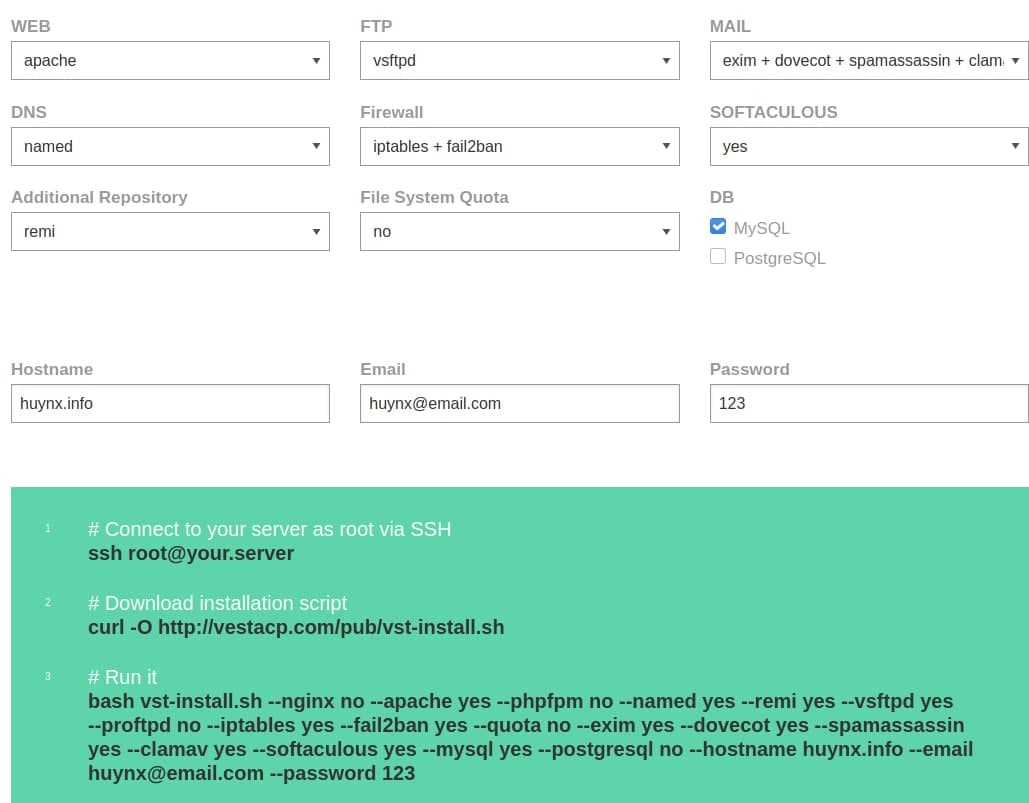 WEB FTP MAIL
apache vsftpd exim + dovecot + spamassassin + clam
DNS Firewall SOFTACULOUS
named iptables + fail2ban yes
Additional Repository File System Quota DB
remi no MySQL
PostgreSQL
Hostname Email Password
huynx.info huynx@email.com 123
1 # Connect to your server as root via SSH
ssh root@your.server
2 # Download installation script
curl -O http://vestacp.com/pub/vst-install.sh
3 # Run it
bash vst-install.sh --nginx no --apache yes --phpfpm no --named yes --remi yes --vsftpd yes
--proftpd no --iptables yes --fail2ban yes --quota no --exim yes --dovecot yes --spamassassin
yes --clamav yes --softaculous yes --mysql yes --postgresql no --hostname huynx.info --email
huynx@email.com --password 123